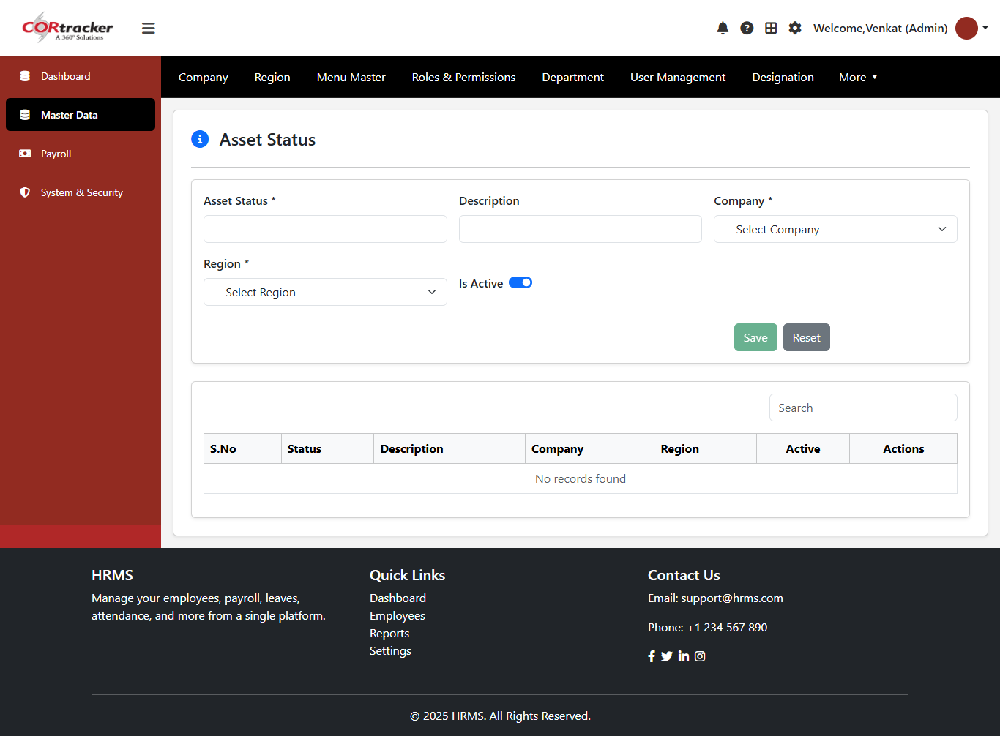 CORtracker
A 360° Solutions
Welcome,Venkat (Admin)
Dashboard
Master Data
Payroll
System & Security
Company Region Menu Master Roles & Permissions Department User Management Designation More ▼
Asset Status
Asset Status * Description Company *
-- Select Company --
Region *
-- Select Region --
Is Active
Save Reset
Search
S.No Status Description Company Region Active Actions
No records found
HRMS
Manage your employees, payroll, leaves,
attendance, and more from a single platform.
Quick Links
Dashboard
Employees
Reports
Settings
Contact Us
Email: support@hrms.com
Phone: +1 234 567 890
© 2025 HRMS. All Rights Reserved.